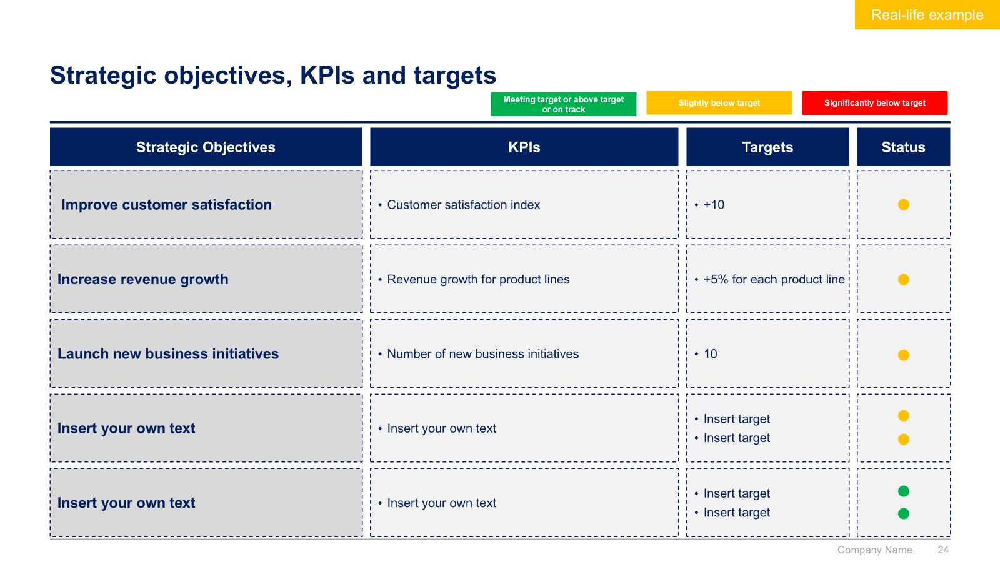 Real-life example
Strategic objectives, KPIs and targets
Meeting target or above target
or on track
Slightly below target
Significantly below target
Strategic Objectives
KPIs
Targets
Status
Improve customer satisfaction
• Customer satisfaction index
• +10
Increase revenue growth
• Revenue growth for product lines
• +5% for each product line
Launch new business initiatives
• Number of new business initiatives
• 10
Insert your own text
• Insert your own text
• Insert target
• Insert target
Insert your own text
• Insert your own text
• Insert target
• Insert target
Company Name
24